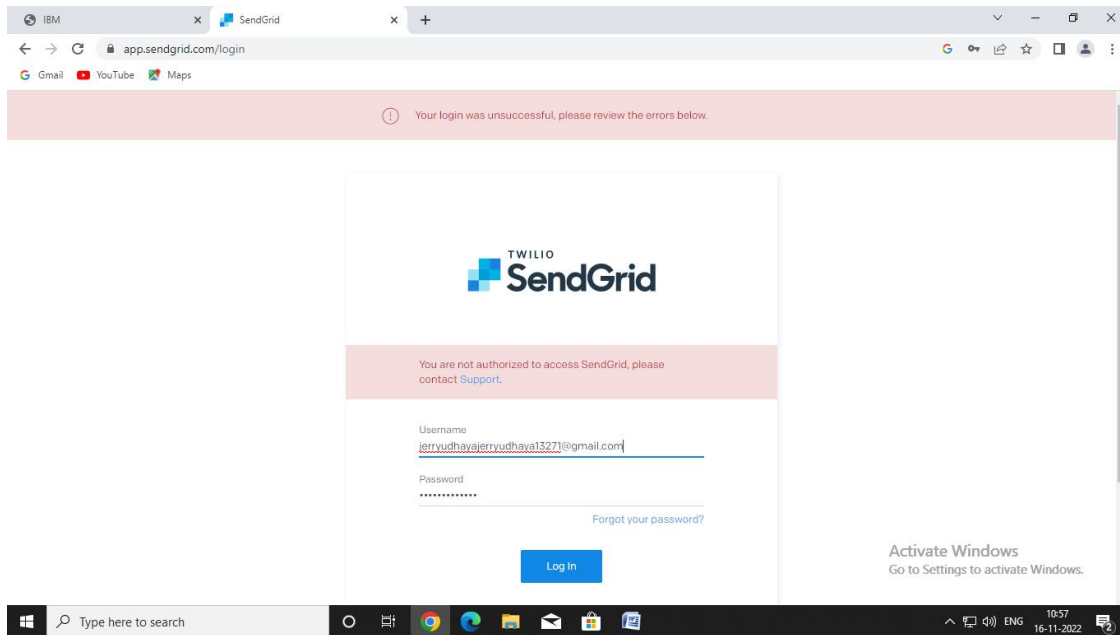 IBM
SendGrid
app.sendgrid.com/login
Gmail YouTube Maps
Your login was unsuccessful, please review the errors below.
TWILIO
SendGrid
You are not authorized to access SendGrid, please
contact Support.
Username
jerryudhayajerryudhaya13271@gmail.com
Password
•••••••••••••
Forgot your password?
Log In
Activate Windows
Go to Settings to activate Windows.
Type here to search
ENG
10:57
16-11-2022
2